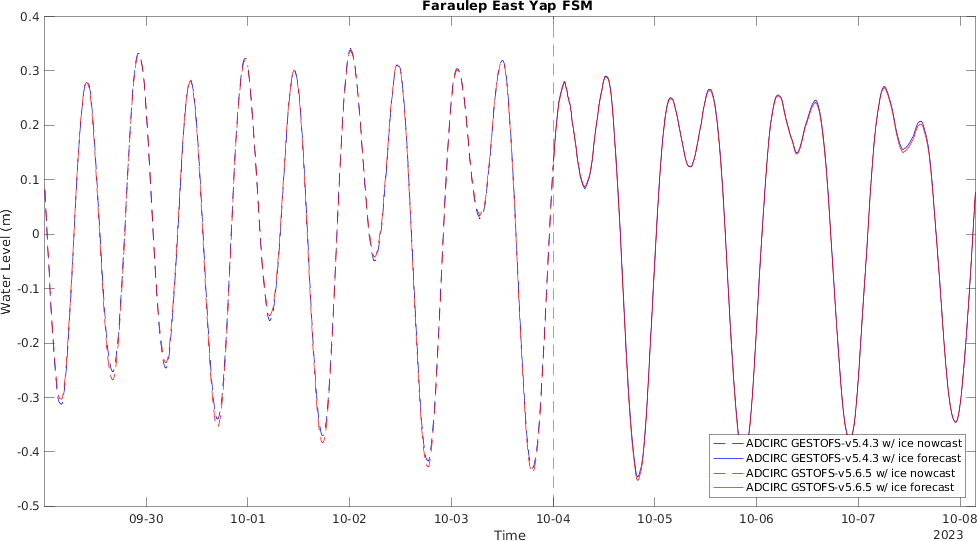 Faraulep East Yap FSM
0.4
0.3
0.2
0.1
0
-0.1
-0.2
-0.3
-0.4
-0.5
Water Level (m)
ADCIRC GESTOFS-v5.4.3 w/ ice nowcast
ADCIRC GESTOFS-v5.4.3 w/ ice forecast
ADCIRC GSTOFS-v5.6.5 w/ ice nowcast
ADCIRC GSTOFS-v5.6.5 w/ ice forecast
09-30 10-01 10-02 10-03 10-04 10-05 10-06 10-07 10-08
Time 2023